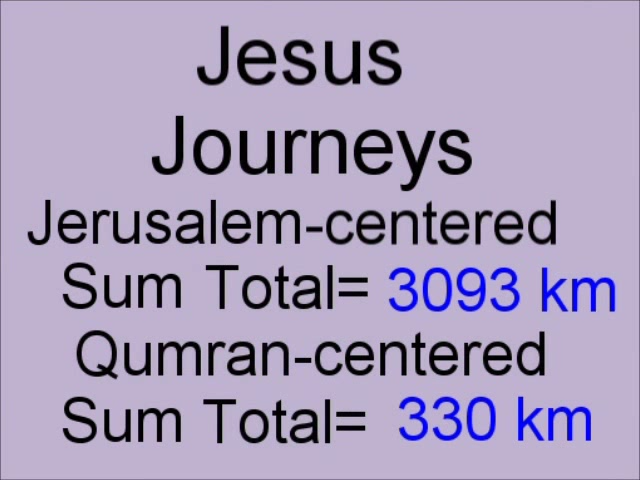 Jesus
Journeys
Jerusalem-centered
Sum Total= 3093 km
Qumran-centered
Sum Total= 330 km